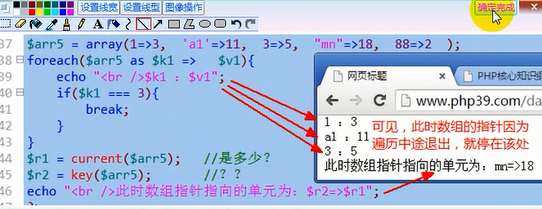 设置线宽 设置线型 图像操作 确定完成
37 $arr5 = array(1=>3, 'a1'=>11, 3=>5, "mn"=>18, 88=>2 );
38 foreach($arr5 as $k1 => $v1){
39 echo "<br />$k1 : $v1";
40 if($k1 === 3){
41 break;
42 }
43 }
44 $r1 = current($arr5); //是多少?
45 $r2 = key($arr5); //??
46 echo "<br />此时数组指针指向的单元为: $r2=>$r1";
网页标题
PHP核心知识
www.php39.com/da
1 : 3
a1 : 11
3 : 5
此时数组指针指向的单元为: mn=>18
可见，此时数组的指针因为
遍历中途退出，就停在该处